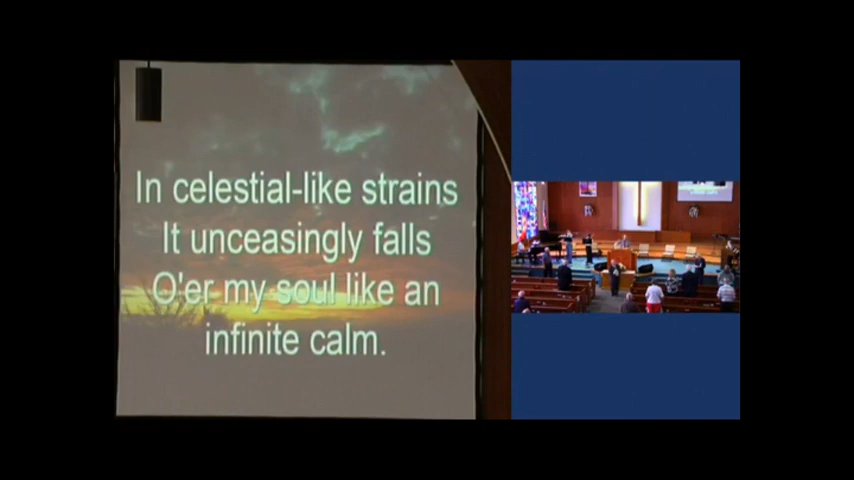 In celestial-like strains
It unceasingly falls
O'er my soul like an
infinite calm.